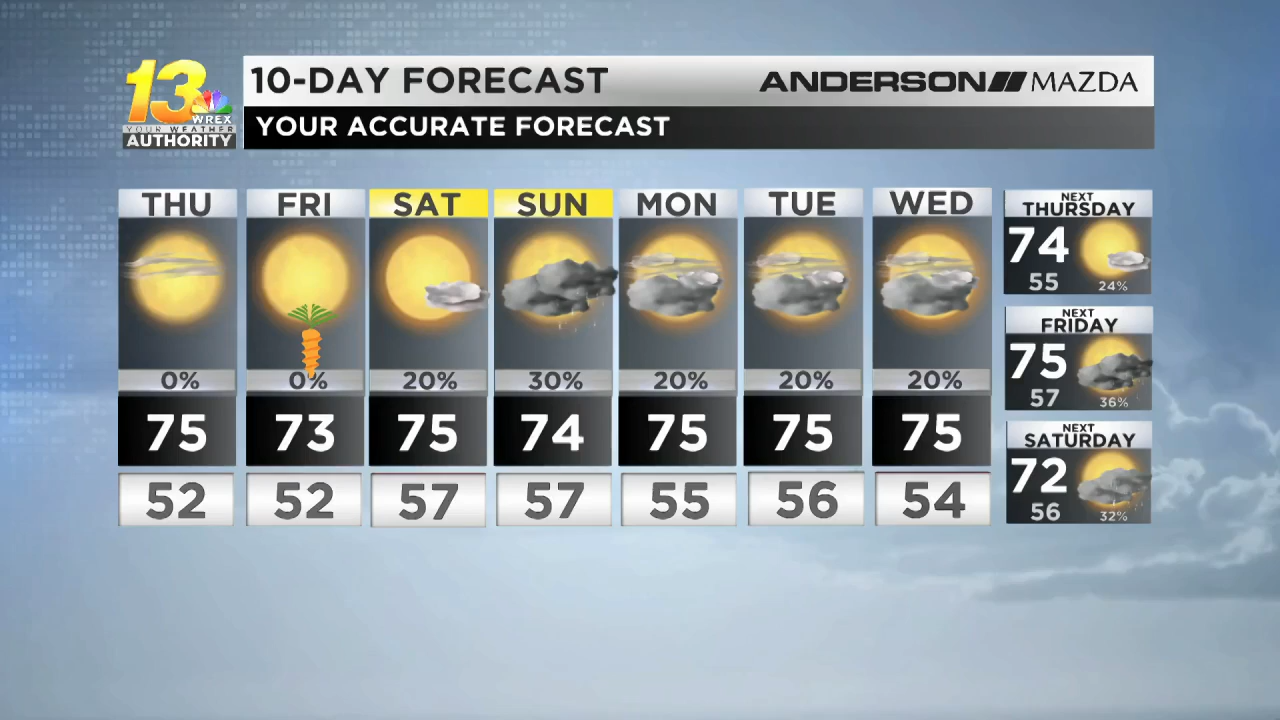 13
WREX
YOUR WEATHER
AUTHORITY
10-DAY FORECAST
ANDERSON MAZDA
YOUR ACCURATE FORECAST
THU FRI SAT SUN MON TUE WED
0% 0% 20% 30% 20% 20% 20%
75 73 75 74 75 75 75
52 52 57 57 55 56 54
NEXT
THURSDAY
74
55 24%
NEXT
FRIDAY
75
57 36%
NEXT
SATURDAY
72
56 32%